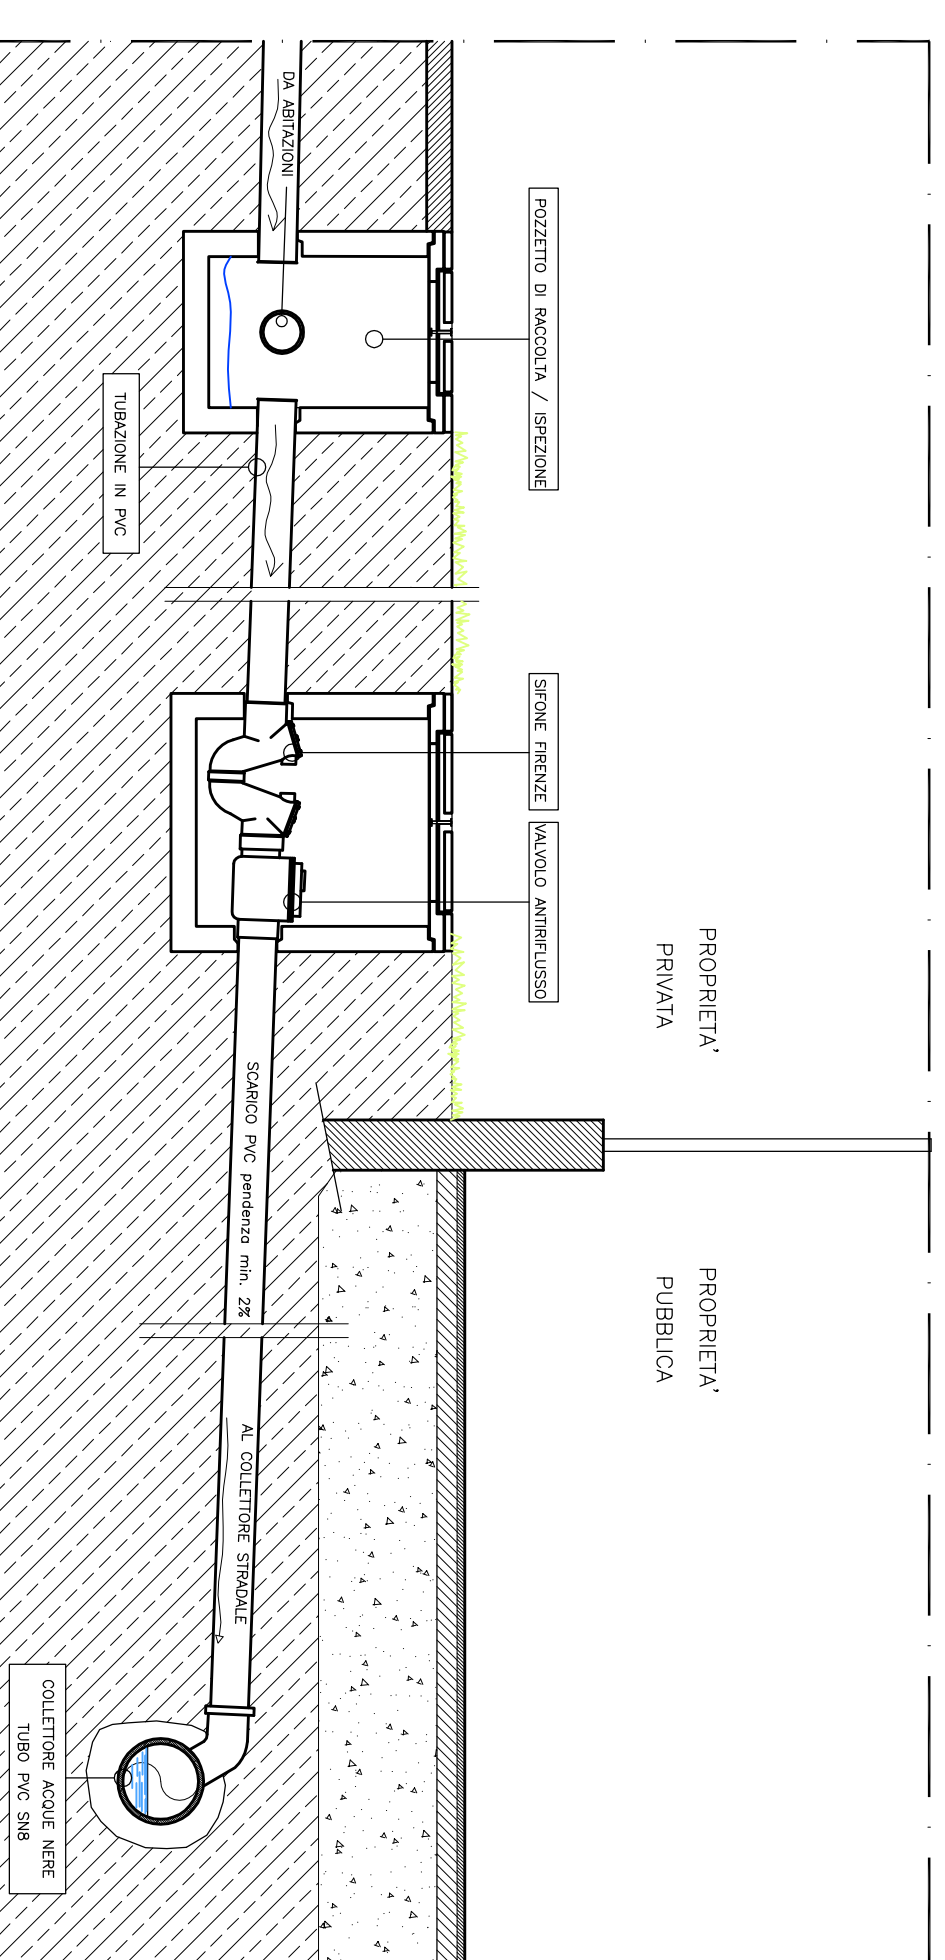 PROPRIETA'
PRIVATA
PROPRIETA'
PUBBLICA
POZZETTO DI RACCOLTA / ISPEZIONE
SIFONE FIRENZE
VALVOLO ANTIRIFLUSO
DA ABITAZIONI
TUBAZIONE IN PVC
SCARICO PVC pendenza min. 2%
AL COLLETTORE STRADALE
COLLETTORE ACQUE NERE
TUBO PVC SN8